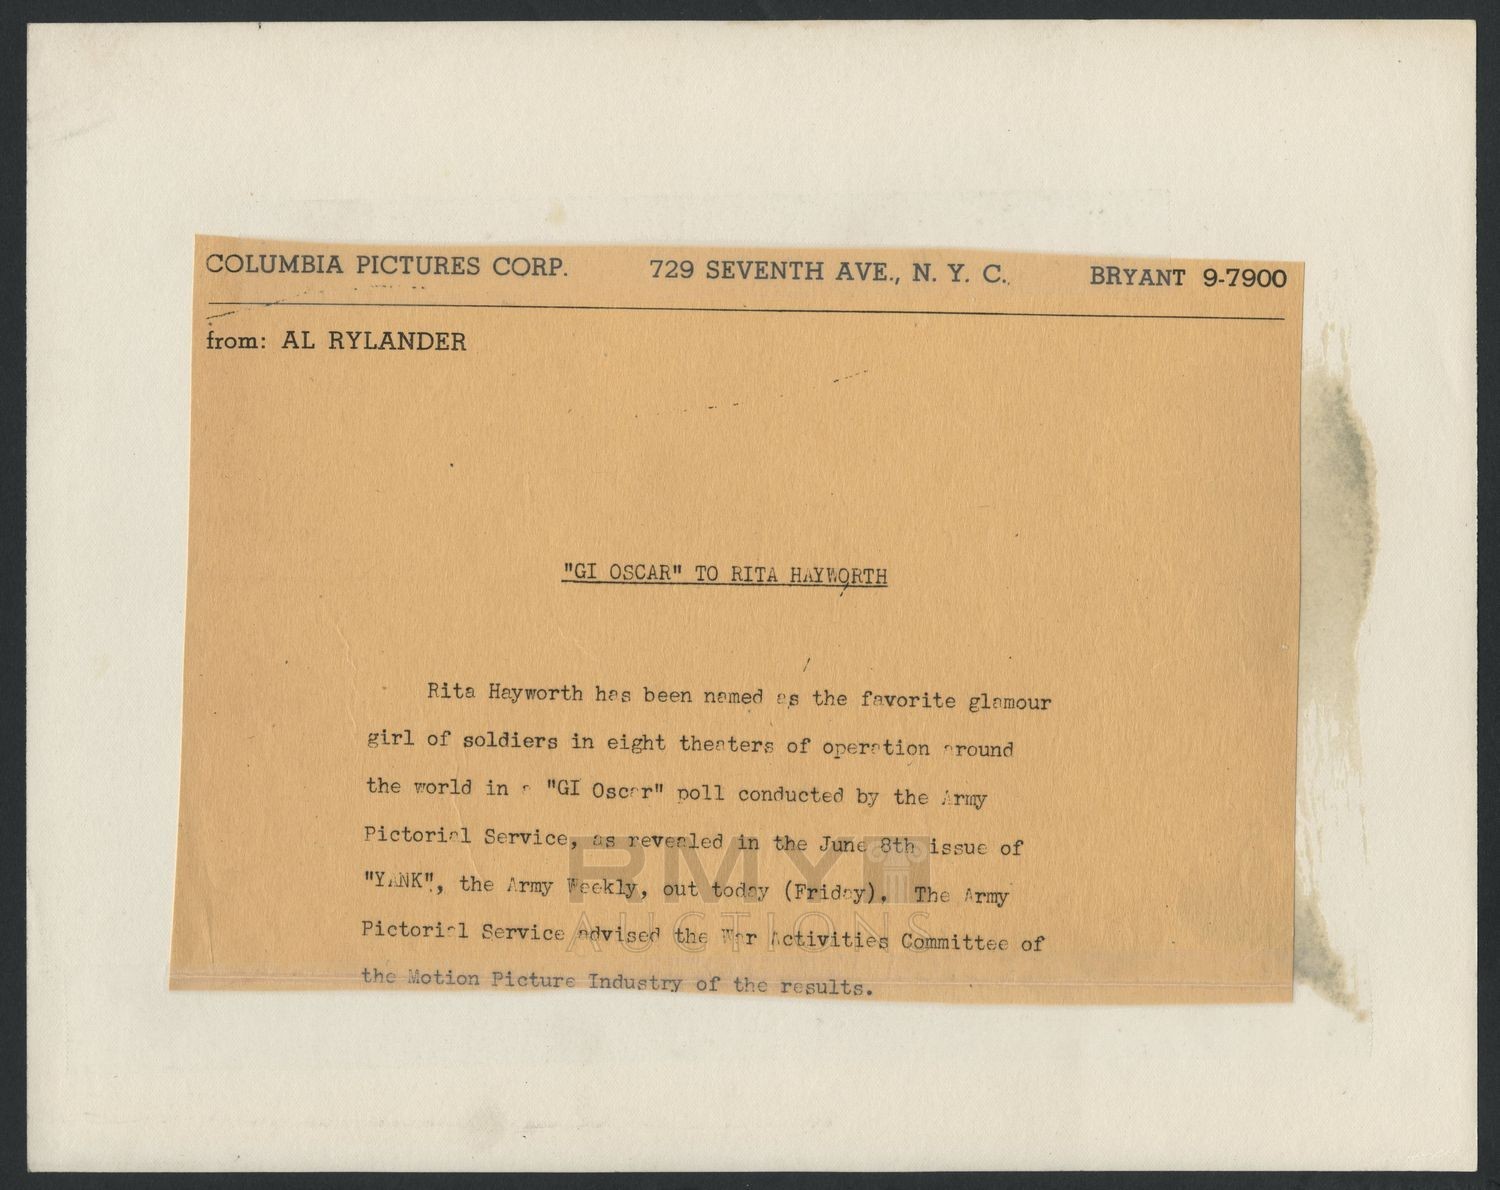 COLUMBIA PICTURES CORP. 729 SEVENTH AVE., N. Y. C. BRYANT 9-7900
from: AL RYLANDER
"GI OSCAR" TO RITA HAYWORTH
Rita Hayworth has been named as the favorite glamour
girl of soldiers in eight theaters of operation around
the world in a "GI Oscar" poll conducted by the Army
Pictorial Service, as revealed in the June 8th issue of
"YANK", the Army Weekly, out today (Friday). The Army
Pictorial Service advised the War Activities Committee of
the Motion Picture Industry of the results.
RMY
AUCTIONS